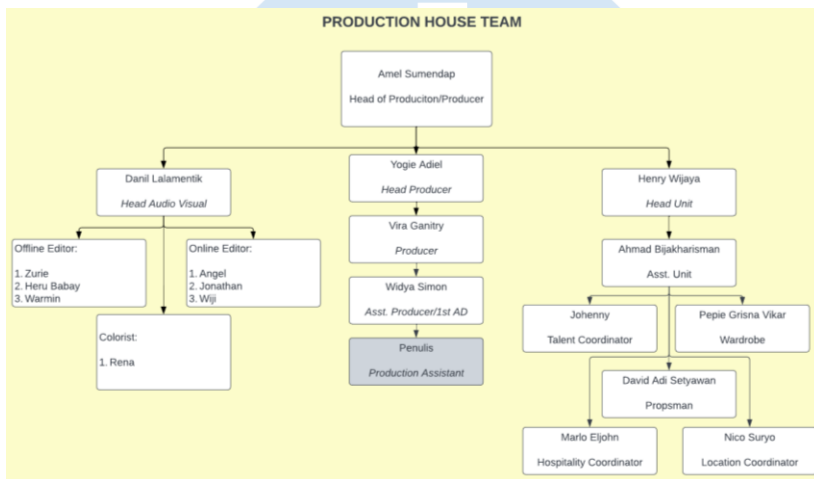 PRODUCTION HOUSE TEAM
Amel Sumendap
Head of Produciton/Producer
Danil Lalamentik
Head Audio Visual
Offline Editor:
1. Zurie
2. Heru Babay
3. Warmin
Online Editor:
1. Angel
2. Jonathan
3. Wiji
Colorist:
1. Rena
Yogie Adiel
Head Producer
Vira Ganitry
Producer
Widya Simon
Asst. Producer/1st AD
Penulis
Production Assistant
Henry Wijaya
Head Unit
Ahmad Bijakharisman
Asst. Unit
Johenny
Talent Coordinator
Pepie Grisna Vikar
Wardrobe
David Adi Setyawan
Propsman
Marlo Eljohn
Hospitality Coordinator
Nico Suryo
Location Coordinator